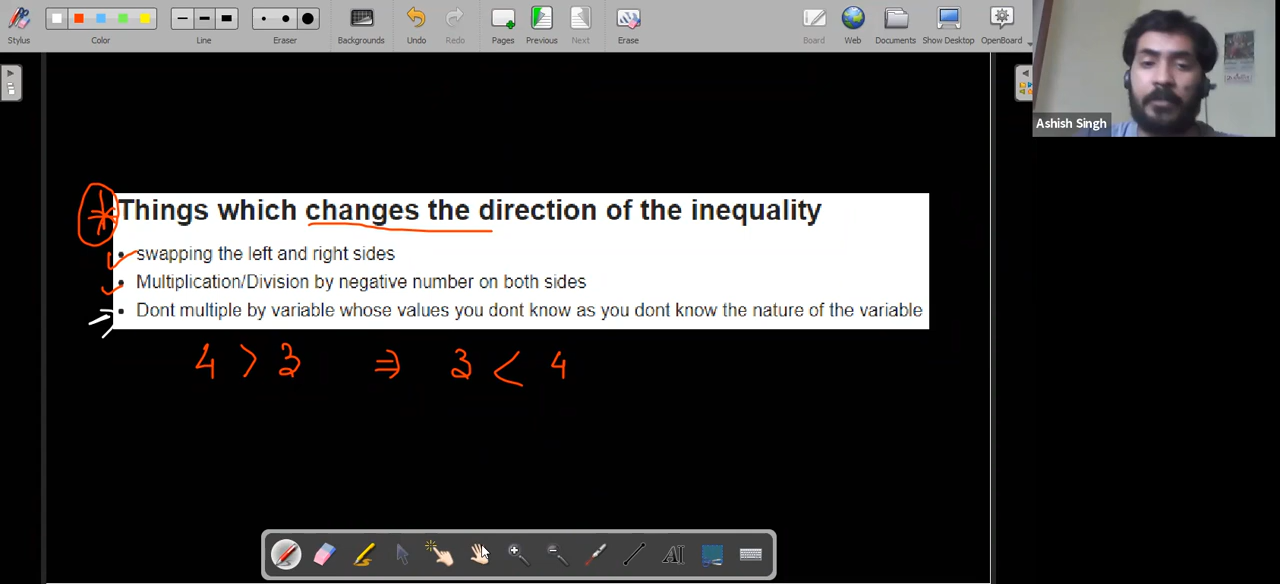 Stylus
Color
Line
Eraser
Backgrounds
Undo
Redo
Pages
Previous
Next
Erase
Board
Web
Documents
Show Desktop
OpenBoard
Ashish Singh
Things which changes the direction of the inequality
• swapping the left and right sides
• Multiplication/Division by negative number on both sides
• Dont multiple by variable whose values you dont know as you dont know the nature of the variable
4 > 3 ⇒ 3 < 4
AI